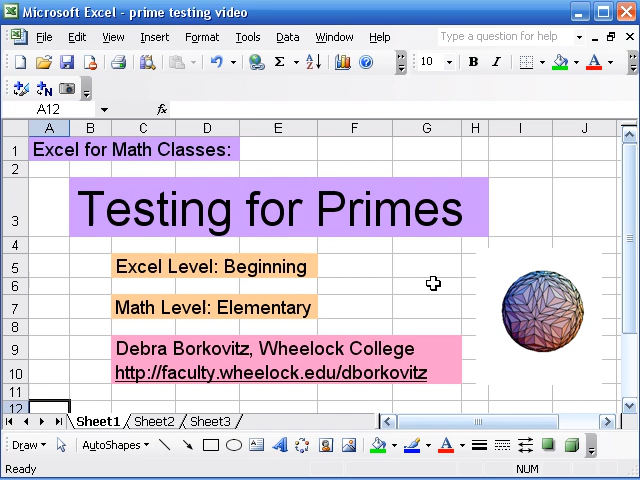 Microsoft Excel - prime testing video
File Edit View Insert Format Tools Data Window Help Type a question for help
10 B I
A12 fx
A B C D E F G H I J
1 Excel for Math Classes:
2
3 Testing for Primes
4
5 Excel Level: Beginning
6
7 Math Level: Elementary
8
9 Debra Borkovitz, Wheelock College
10 http://faculty.wheelock.edu/dborkovitz
11
12
Sheet1 Sheet2 Sheet3
Draw AutoShapes
Ready NUM